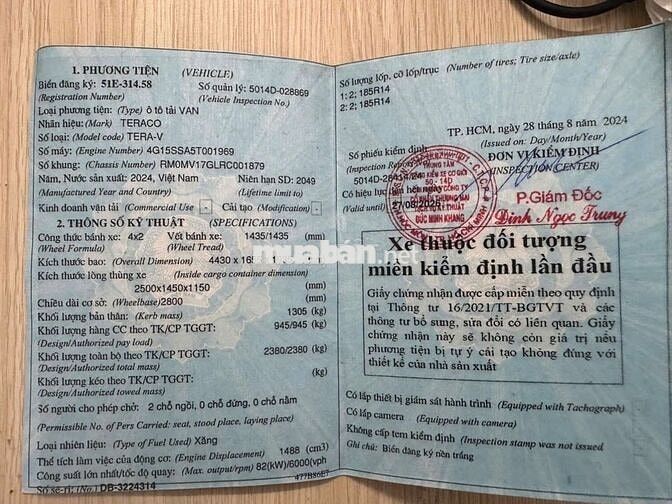 1. PHƯƠNG TIỆN (VEHICLE)
Biển đăng ký: 51E-314.58 Số quản lý: 5014D-028869
(Registration Number) (Vehicle Inspection No.)
Loại phương tiện: (Type) Ô tô tải VAN
Nhãn hiệu: (Mark) TERACO
Số loại: (Model code) TERA-V
Số máy: (Engine Number) 4G15SSA5T001969
Số khung: (Chassis Number) RM0MV17GLRC001879
Năm, Nước sản xuất: 2024, Việt Nam Niên hạn SD: 2049
(Manufactured Year and Country) (Lifetime limit to)
Kinh doanh vận tải (Commercial Use - Cải tạo (Modification) -
2. THÔNG SỐ KỸ THUẬT (SPECIFICATIONS)
Công thức bánh xe: 4x2 Vết bánh xe: 1435/1435 (mm)
(Wheel Formula) (Wheel Tread)
Kích thước bao: (Overall Dimension) 4430 x (mm)
Kích thước lòng thùng xe (Inside cargo container dimension)
2500x1450x1150 (mm)
Chiều dài cơ sở: (Wheelbase)2800 (mm)
Khối lượng bản thân: (Kerb mass) 1305 (kg)
Khối lượng hàng CC theo TK/CP TGGT: 945/945 (kg)
(Design/Authorized pay load)
Khối lượng toàn bộ theo TK/CP TGGT: 2380/2380 (kg)
(Design/Authorized total mass)
Khối lượng kéo theo TK/CP TGGT: (kg)
(Design/Authorized towed mass)
Số người cho phép chở: 2 chỗ ngồi, 0 chỗ đứng, 0 chỗ nằm
(Permissible No. of Pers Carried: seat, stood place, laying place)
Loại nhiên liệu: (Type of Fuel Used) Xăng
Thể tích làm việc của động cơ: (Engine Displacement) 1488 (cm3)
Công suất lớn nhất/tốc độ quay: (Max. output/rpm) 82(kW)/6000(vph
(No.) DB-3224314
Số lượng lốp, cỡ lốp/trục (Number of tires; Tire size/axle)
1: 2; 185R14
2: 2; 185R14
TP. HCM, ngày 28 tháng 8 năm 2024
(Issued on: Day/Month/Year)
Số phiếu kiểm định ĐƠN VỊ KIỂM ĐỊNH
(Inspection Report (INSPECTION CENTER)
Có hiệu lực đến hết ngày
(Valid until) 27/08/2026
P.Giám Đốc
Đinh Ngọc Trung
ĐỨC MINH KHANG
muaban.net
Xe thuộc đối tượng
miễn kiểm định lần đầu
Giấy chứng nhận được cấp miễn theo quy định
tại Thông tư 16/2021/TT-BGTVT và các
thông tư bổ sung, sửa đổi có liên quan. Giấy
chứng nhận này sẽ không còn giá trị nếu
phương tiện bị tự ý cải tạo không đúng với
thiết kế của nhà sản xuất
Có lắp thiết bị giám sát hành trình (Equipped with Tachograph)
Có lắp camera (Equipped with camera)
Không cấp tem kiểm định (Inspection stamp was not issued
Ghi chú: Biển đăng ký nền trắng